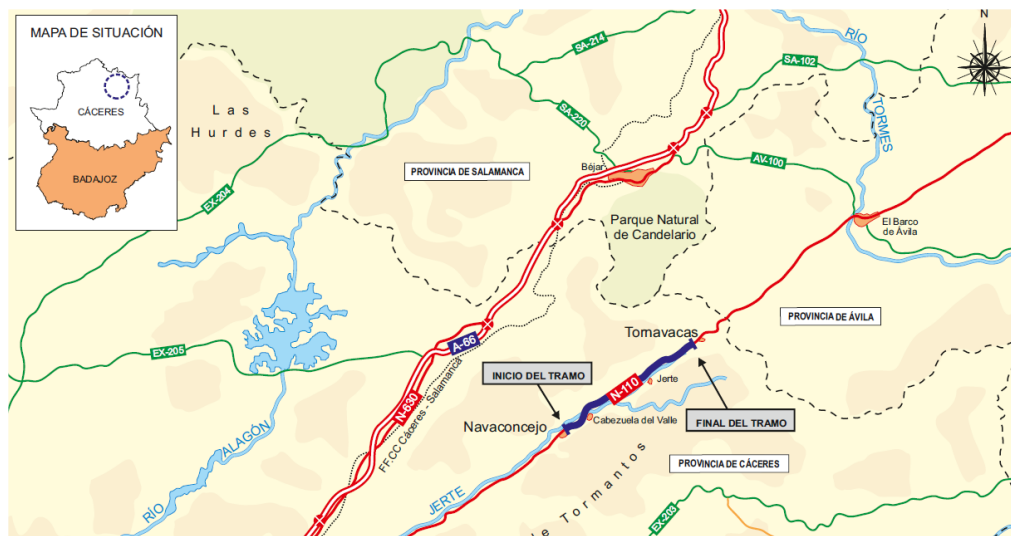 MAPA DE SITUACIÓN
CÁCERES
BADAJOZ
N
Las
Hurdes
SA-214
SA-102
RÍO
TORMES
SA-220
PROVINCIA DE SALAMANCA
Béjar
AV-100
EX-204
Parque Natural
de Candelario
El Barco
de Ávila
PROVINCIA DE ÁVILA
EX-205
A-66
Tornavacas
INICIO DEL TRAMO
N-110
Jerte
N-630
FF.CC Cáceres - Salamanca
Navaconcejo
Cabezuela del Valle
FINAL DEL TRAMO
RÍO
ALAGÓN
PROVINCIA DE CÁCERES
JERTE
de Tormantos
EX-203